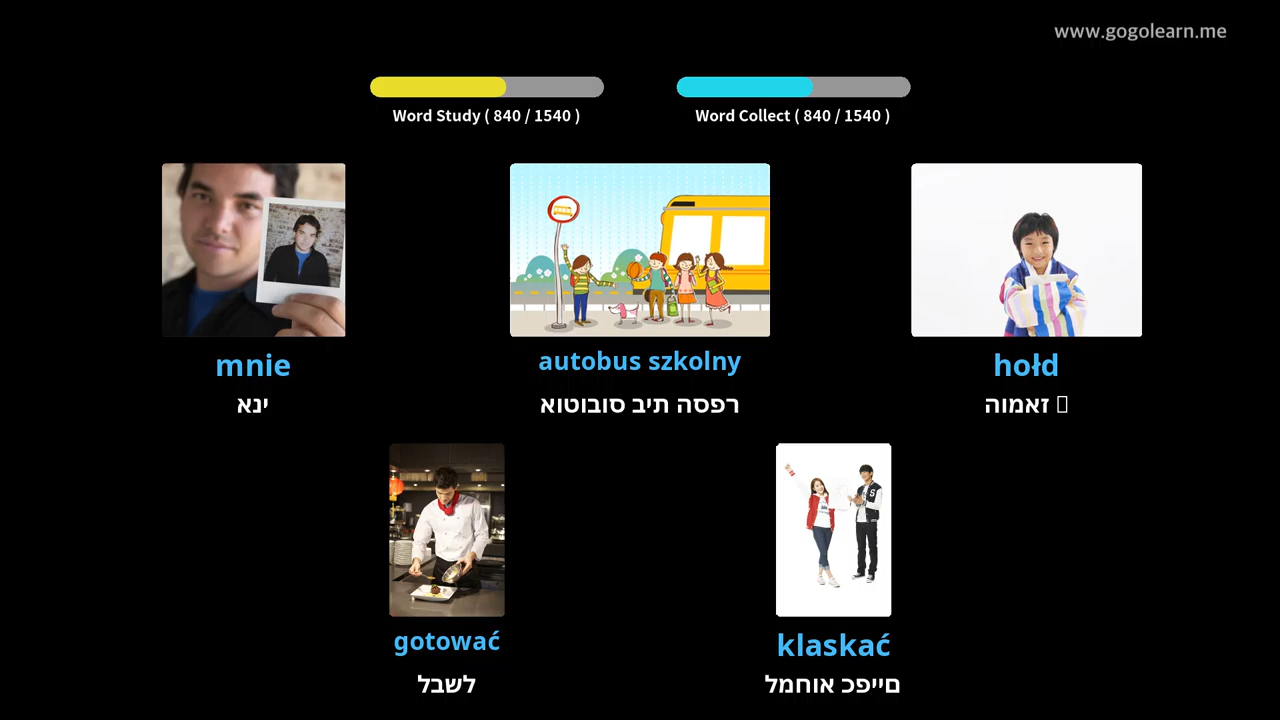 www.gogolearn.me
Word Study ( 840 / 1540 )
Word Collect ( 840 / 1540 )
mnie
ינא
autobus szkolny
רפסה תיב סובוטוא
hołd
זאמוה
gotować
לשבל
klaskać
םייפכ אוחמל